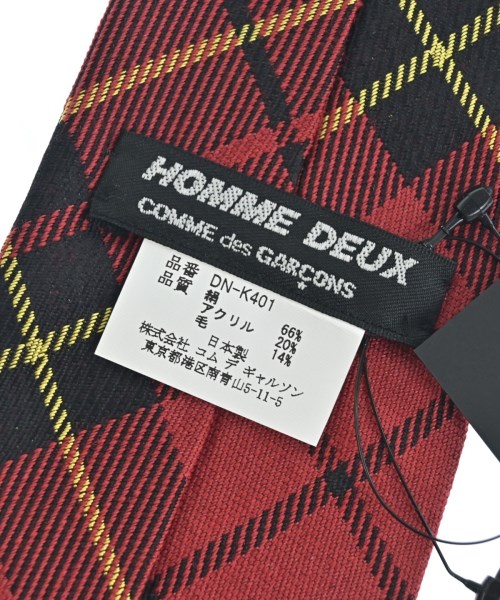 HOMME DEUX
COMME des GARÇONS
品番 DN-K401
品質 絹 66%
アクリル 20%
毛 14%
日本製
株式会社 コム デ ギャルソン
東京都港区南青山5-11-5